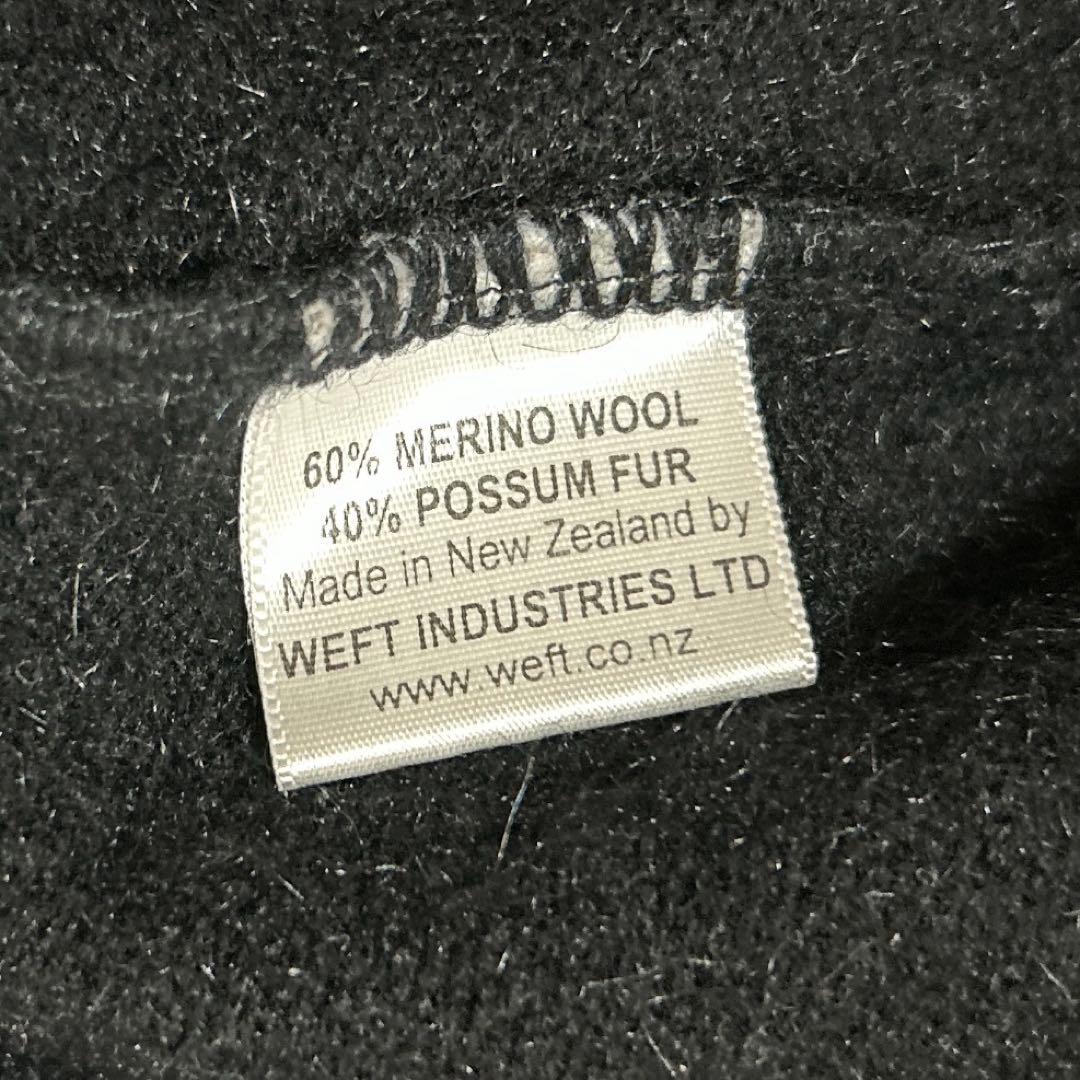 60% MERINO WOOL
40% POSSUM FUR
Made in New Zealand by
WEFT INDUSTRIES LTD
www.weft.co.nz